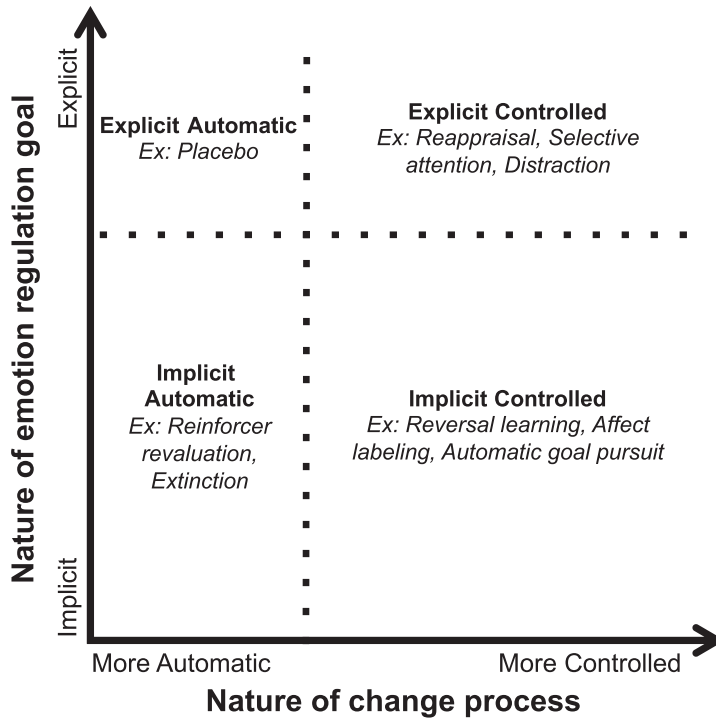 Nature of emotion regulation goal
Explicit
Implicit
Explicit Automatic
Ex: Placebo
Explicit Controlled
Ex: Reappraisal, Selective
attention, Distraction
Implicit
Automatic
Ex: Reinforcer
revaluation,
Extinction
Implicit Controlled
Ex: Reversal learning, Affect
labeling, Automatic goal pursuit
More Automatic
More Controlled
Nature of change process